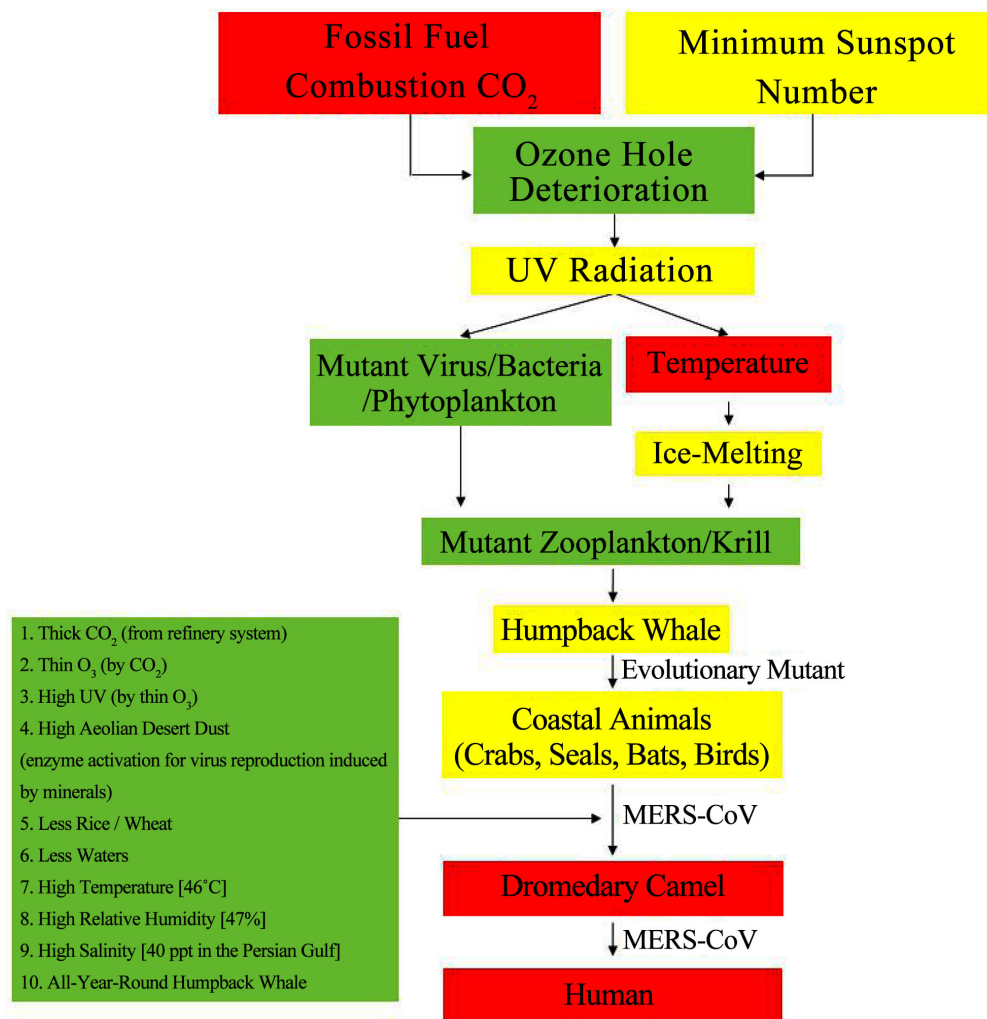 Fossil Fuel
Combustion CO₂
Minimum Sunspot
Number
Ozone Hole
Deterioration
UV Radiation
Mutant Virus/Bacteria
/Phytoplankton
Temperature
Ice-Melting
Mutant Zooplankton/Krill
Humpback Whale
Evolutionary Mutant
Coastal Animals
(Crabs, Seals, Bats, Birds)
1. Thick CO₂ (from refinery system)
2. Thin O₃ (by CO₂)
3. High UV (by thin O₃)
4. High Aeolian Desert Dust
(enzyme activation for virus reproduction induced
by minerals)
5. Less Rice / Wheat
6. Less Waters
7. High Temperature [46˚C]
8. High Relative Humidity [47%]
9. High Salinity [40 ppt in the Persian Gulf]
10. All-Year-Round Humpback Whale
MERS-CoV
Dromedary Camel
MERS-CoV
Human